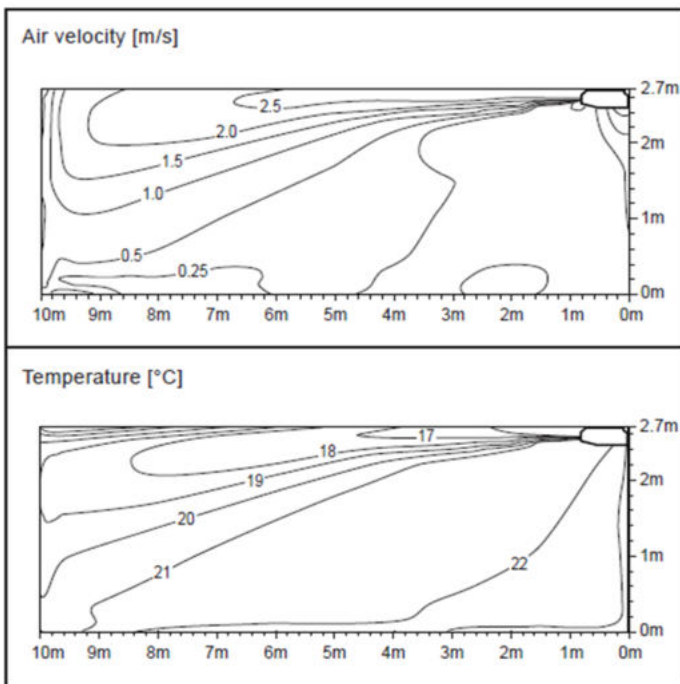 Air velocity [m/s]
2.7m
2.5
2.0
2m
1.5
1.0
1m
0.5
0.25
0m
10m 9m 8m 7m 6m 5m 4m 3m 2m 1m 0m
Temperature [°C]
2.7m
17
18
2m
19
20
1m
21
22
0m
10m 9m 8m 7m 6m 5m 4m 3m 2m 1m 0m